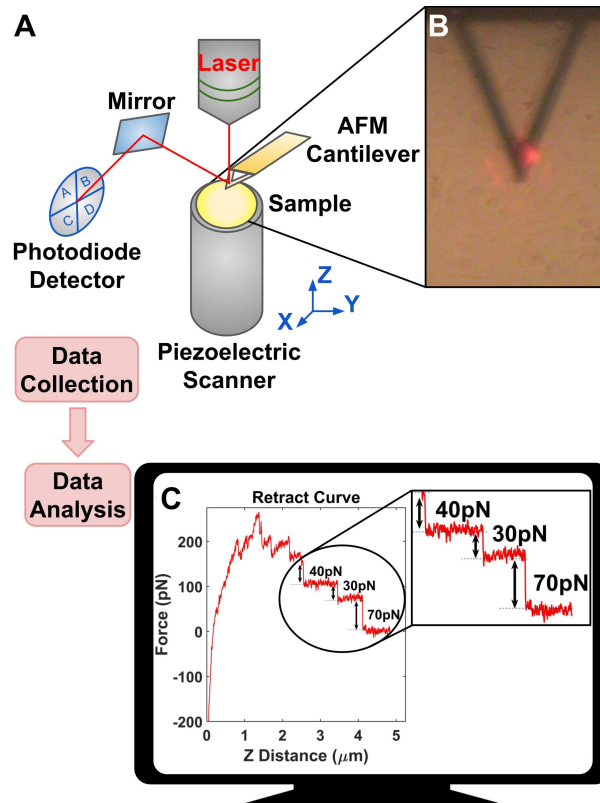 A
Laser
Mirror
AFM
Cantilever
A
B
C
D
Sample
Photodiode
Detector
Z
Y
X
Piezoelectric
Scanner
B
Data
Collection
Data
Analysis
C
Retract Curve
Force (pN)
200
100
0
-100
-200
0
1
2
3
4
5
Z Distance (μm)
40pN
30pN
70pN
40pN
30pN
70pN